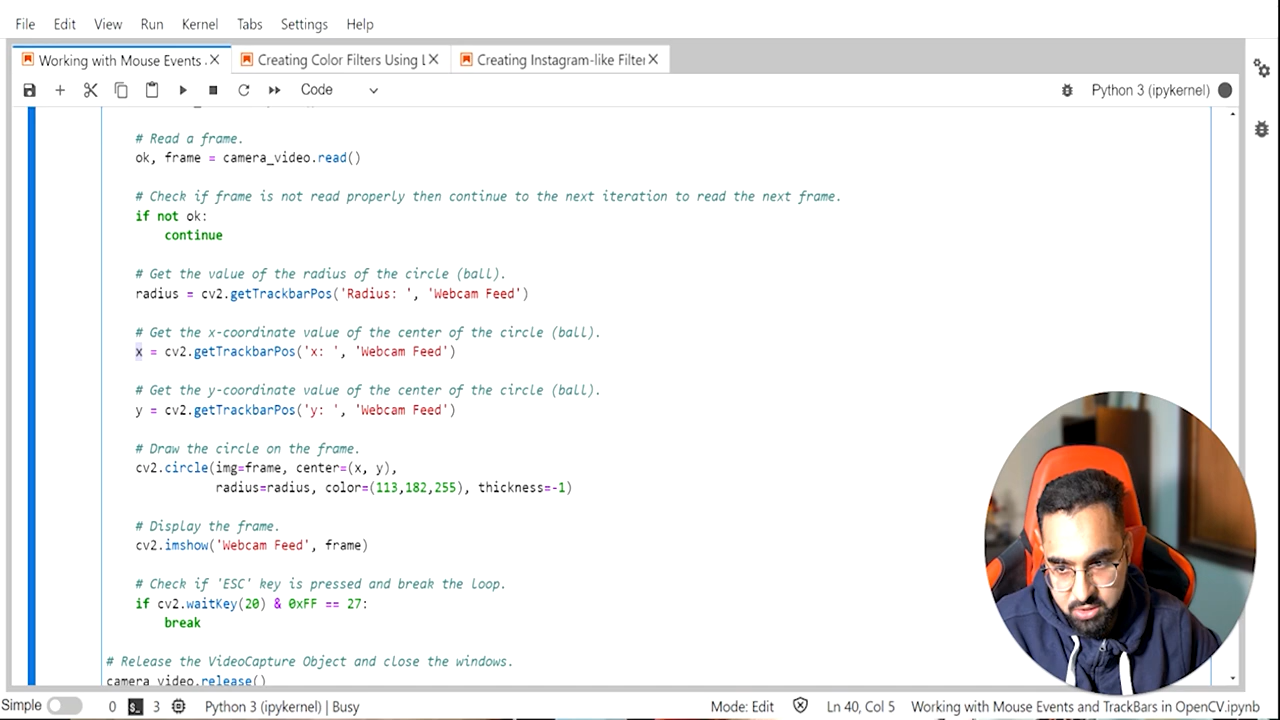 File Edit View Run Kernel Tabs Settings Help
Working with Mouse Events . Creating Color Filters Using L Creating Instagram-like Filter
Code Python 3 (ipykernel)
# Read a frame.
ok, frame = camera_video.read()
# Check if frame is not read properly then continue to the next iteration to read the next frame.
if not ok:
continue
# Get the value of the radius of the circle (ball).
radius = cv2.getTrackbarPos('Radius: ', 'Webcam Feed')
# Get the x-coordinate value of the center of the circle (ball).
x = cv2.getTrackbarPos('x: ', 'Webcam Feed')
# Get the y-coordinate value of the center of the circle (ball).
y = cv2.getTrackbarPos('y: ', 'Webcam Feed')
# Draw the circle on the frame.
cv2.circle(img=frame, center=(x, y),
radius=radius, color=(113,182,255), thickness=-1)
# Display the frame.
cv2.imshow('Webcam Feed', frame)
# Check if 'ESC' key is pressed and break the loop.
if cv2.waitKey(20) & 0xFF == 27:
break
# Release the VideoCapture Object and close the windows.
camera_video.release()
Simple 0 3 Python 3 (ipykernel) | Busy Mode: Edit Ln 40, Col 5 Working with Mouse Events and TrackBars in OpenCV.ipynb